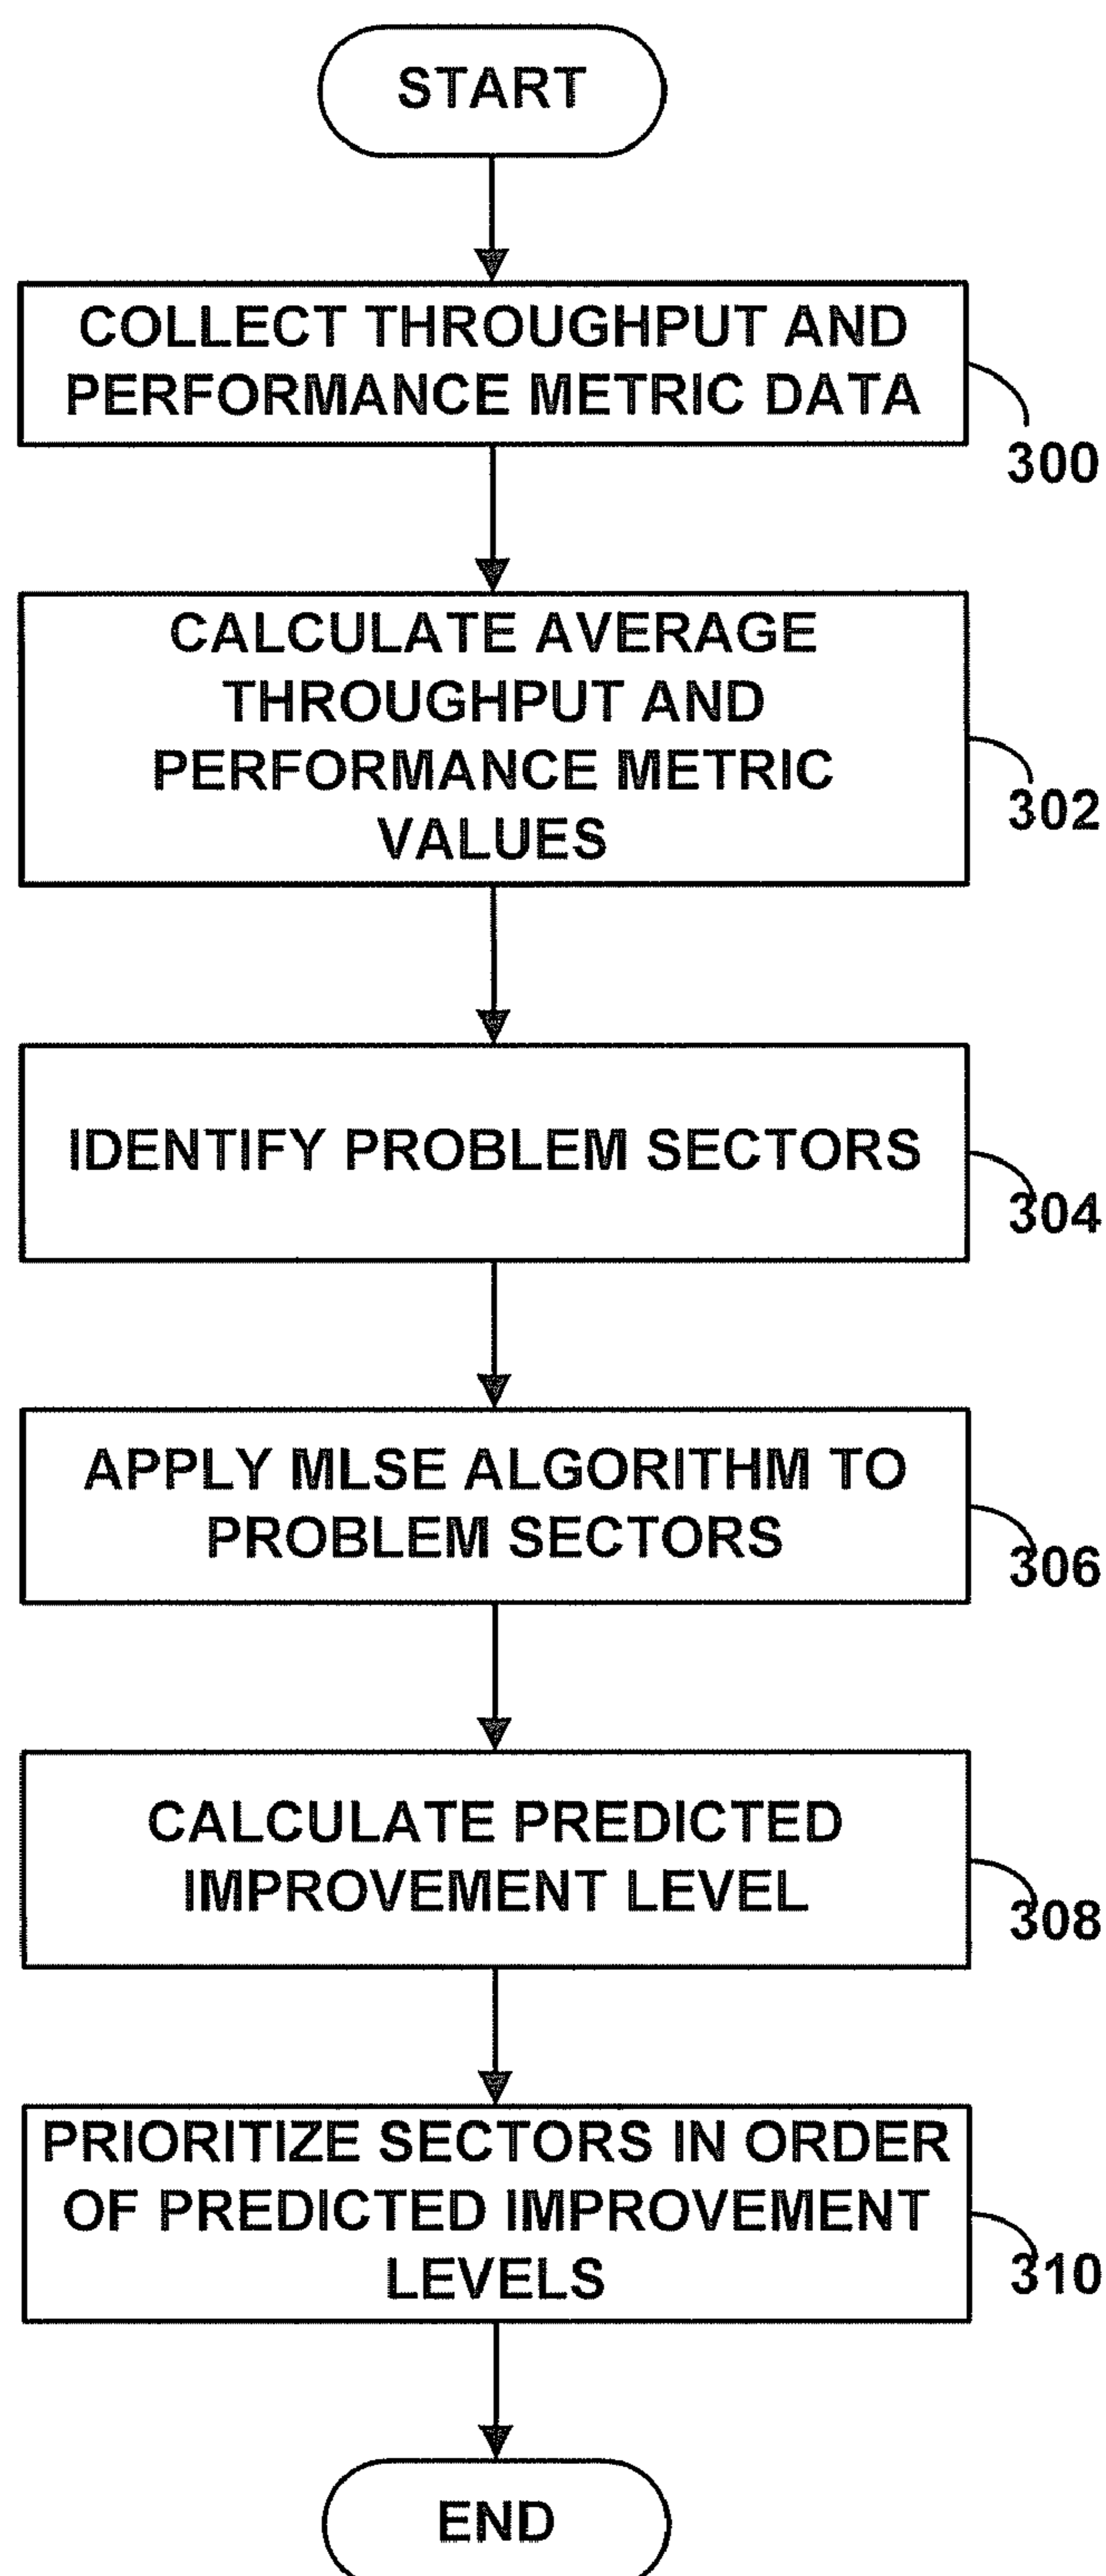 START
COLLECT THROUGHPUT AND
PERFORMANCE METRIC DATA
300
CALCULATE AVERAGE
THROUGHPUT AND
PERFORMANCE METRIC
VALUES
302
IDENTIFY PROBLEM SECTORS
304
APPLY MLSE ALGORITHM TO
PROBLEM SECTORS
306
CALCULATE PREDICTED
IMPROVEMENT LEVEL
308
PRIORITIZE SECTORS IN ORDER
OF PREDICTED IMPROVEMENT
LEVELS
310
END